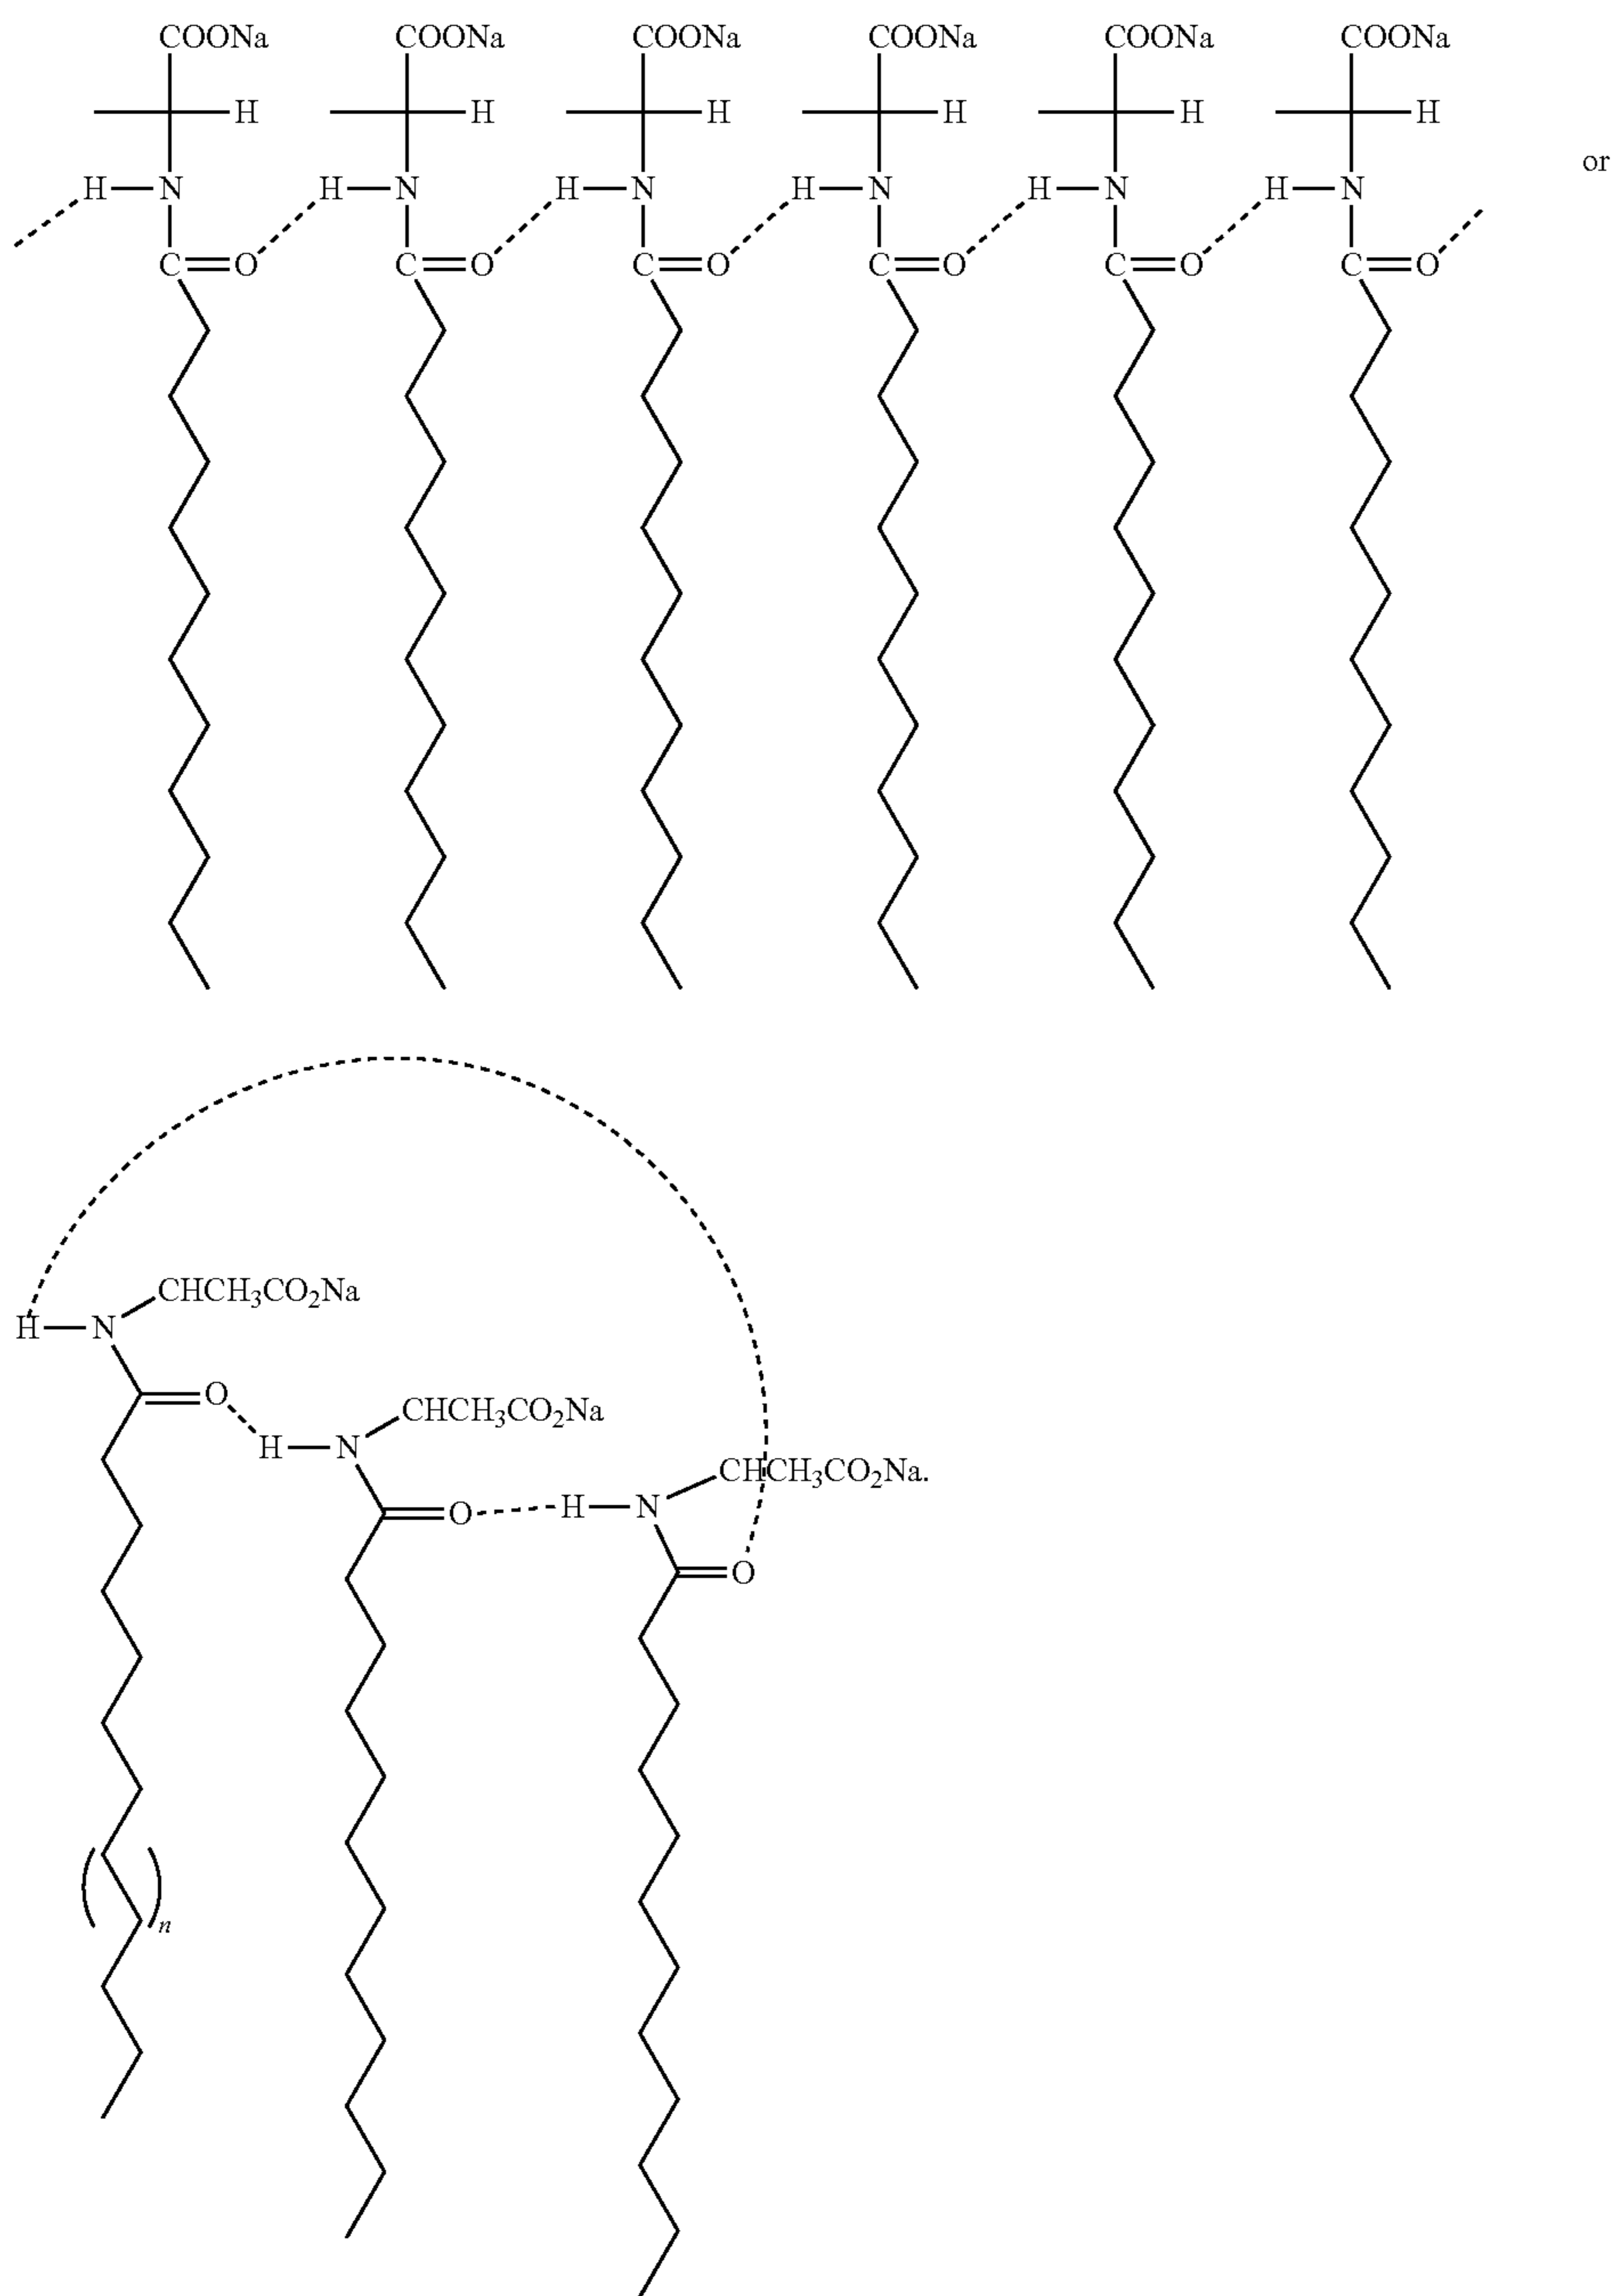 COONa COONa COONa COONa COONa COONa
H H H H H H
or
H N H N H N H N H N H N
C O C O C O C O C O C O
CHCH₃CO₂Na
H N
O
CHCH₃CO₂Na
H N
CHCH₃CO₂Na.
O H N
O
n